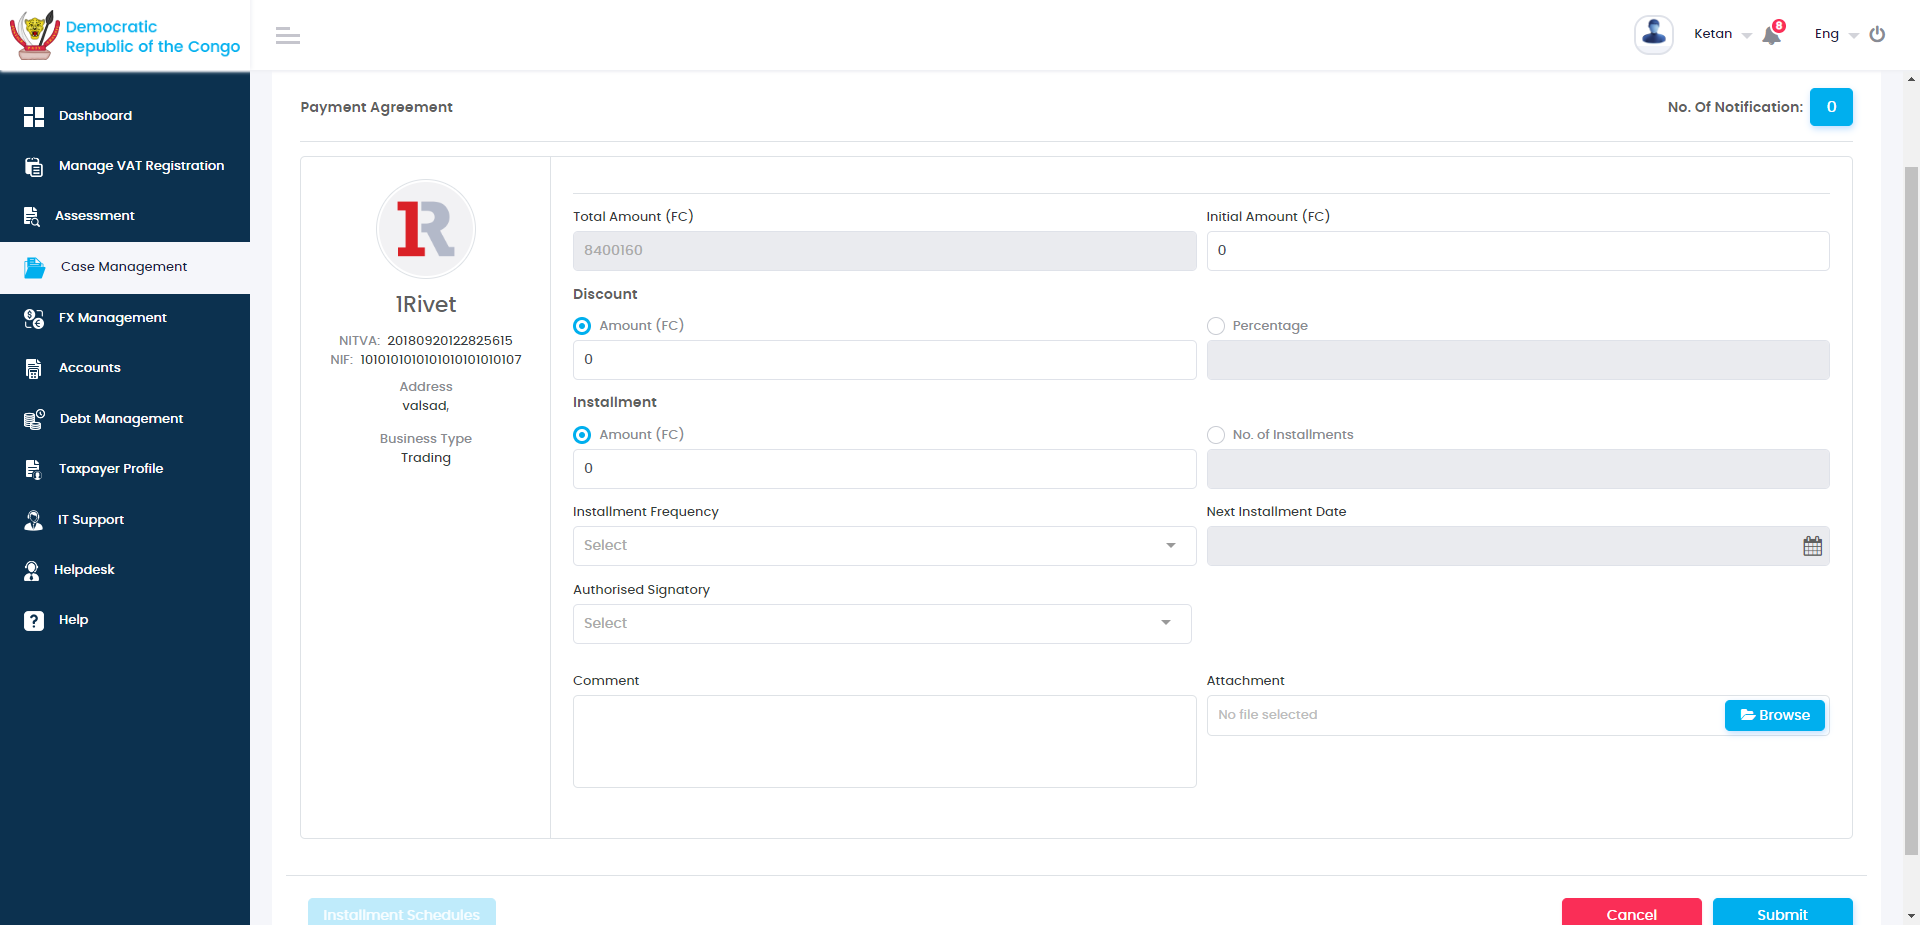 Democratic
Republic of the Congo
Ketan
8
Eng
Dashboard
Manage VAT Registration
Assessment
Case Management
FX Management
Accounts
Debt Management
Taxpayer Profile
IT Support
Helpdesk
Help
Payment Agreement
No. Of Notification: 0
1R
1Rivet
NITVA: 20180920122825615
NIF: 1010101010101010101010107
Address
valsad,
Business Type
Trading
Total Amount (FC)
8400160
Initial Amount (FC)
0
Discount
Amount (FC)
0
Percentage
Installment
Amount (FC)
0
No. of Installments
Installment Frequency
Select
Next Installment Date
Authorised Signatory
Select
Comment
Attachment
No file selected
Browse
Installment Schedules
Cancel
Submit